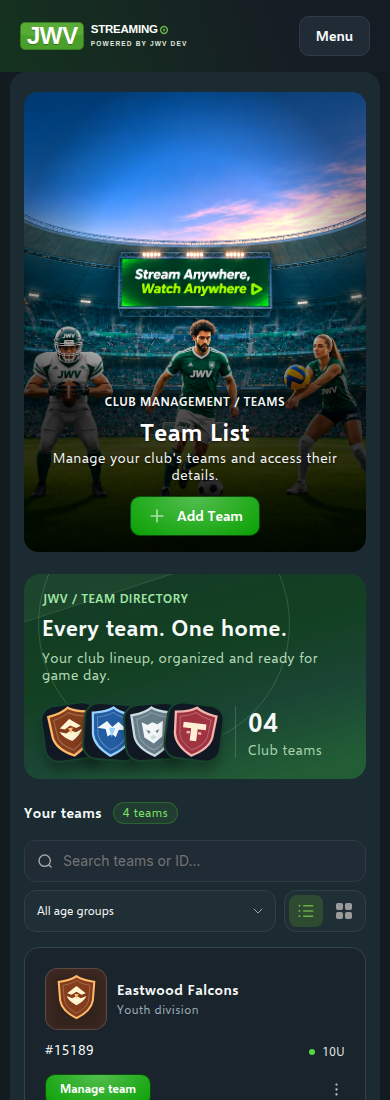 JWV STREAMING
POWERED BY JWV DEV
Menu
Stream Anywhere,
Watch Anywhere
JWV
JWV
JWV
CLUB MANAGEMENT / TEAMS
Team List
Manage your club's teams and access their
details.
+ Add Team
JWV / TEAM DIRECTORY
Every team. One home.
Your club lineup, organized and ready for
game day.
T
04
Club teams
Your teams
4 teams
Search teams or ID...
All age groups
Eastwood Falcons
Youth division
#15189
10U
Manage team